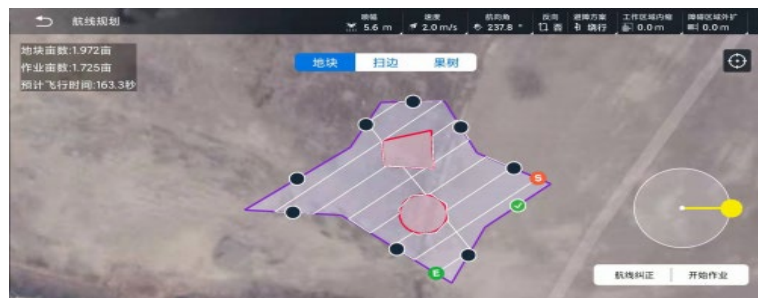 航线规划
喷幅
5.6 m
速度
2.0 m/s
航向角
237.8 °
反向
否
避障方案
绕行
工作区域内缩
0.0 m
障碍区域外扩
0.0 m
地块亩数:1.972亩
作业亩数:1.725亩
预计飞行时间:163.3秒
地块
扫边
果树
S
E
航线纠正
开始作业